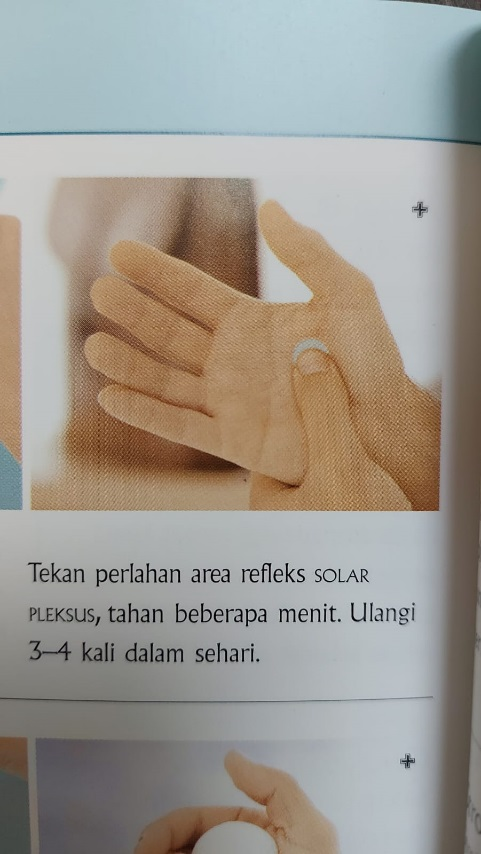 Tekan perlahan area refleks SOLAR
PLEKSUS, tahan beberapa menit. Ulangi
3–4 kali dalam sehari.